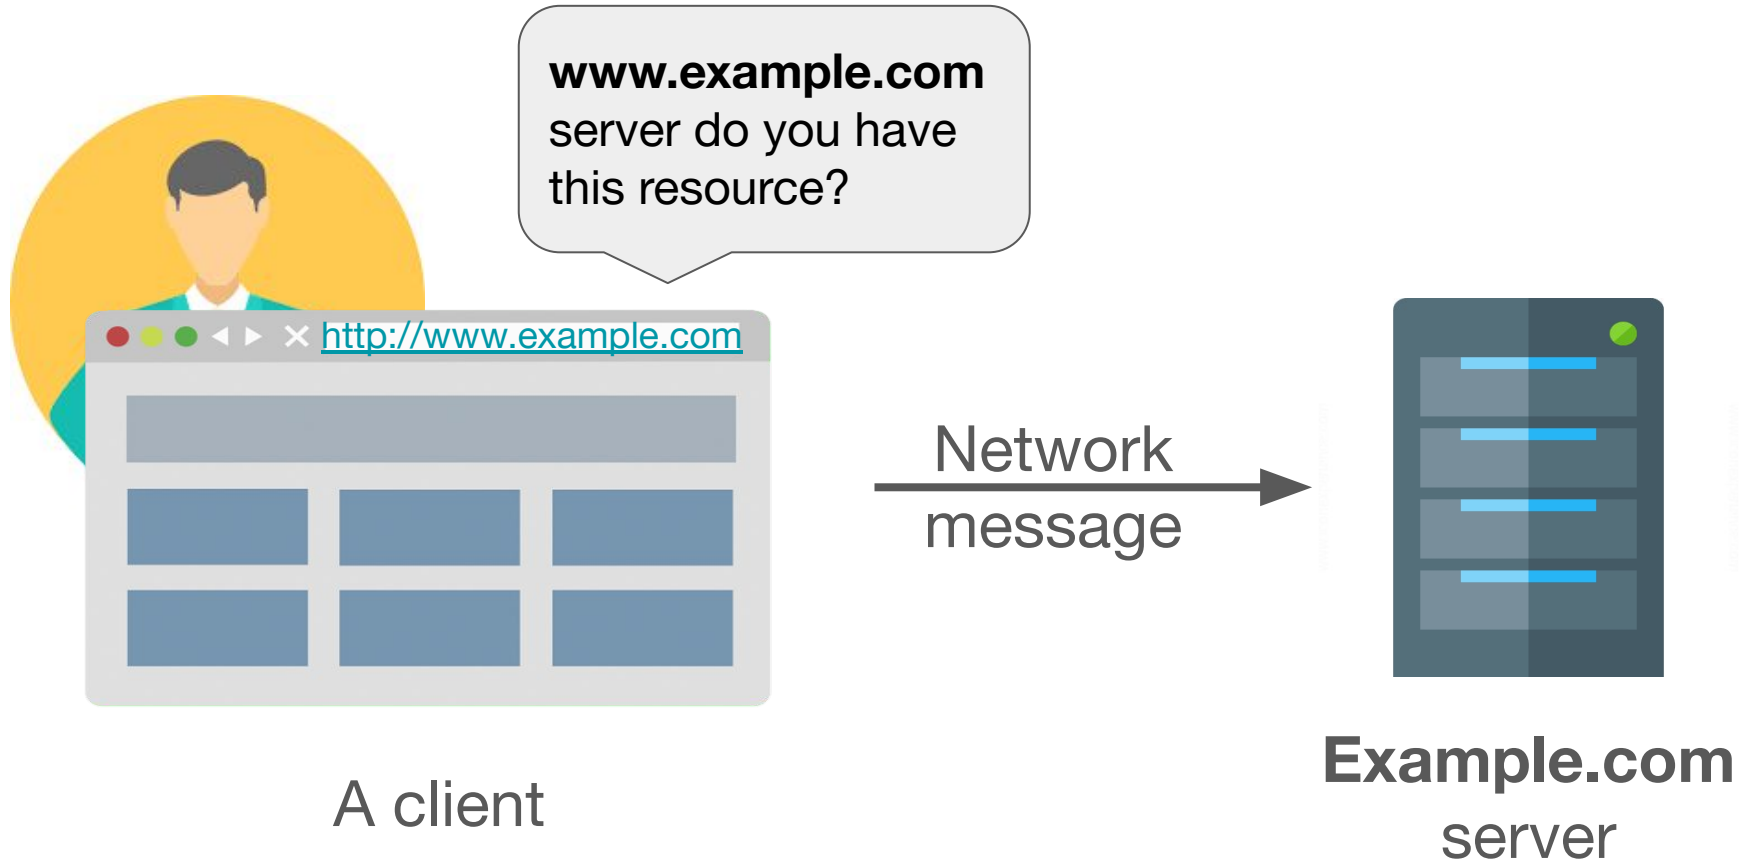 www.example.com
server do you have
this resource?
http://www.example.com
Network
message
A client
Example.com
server